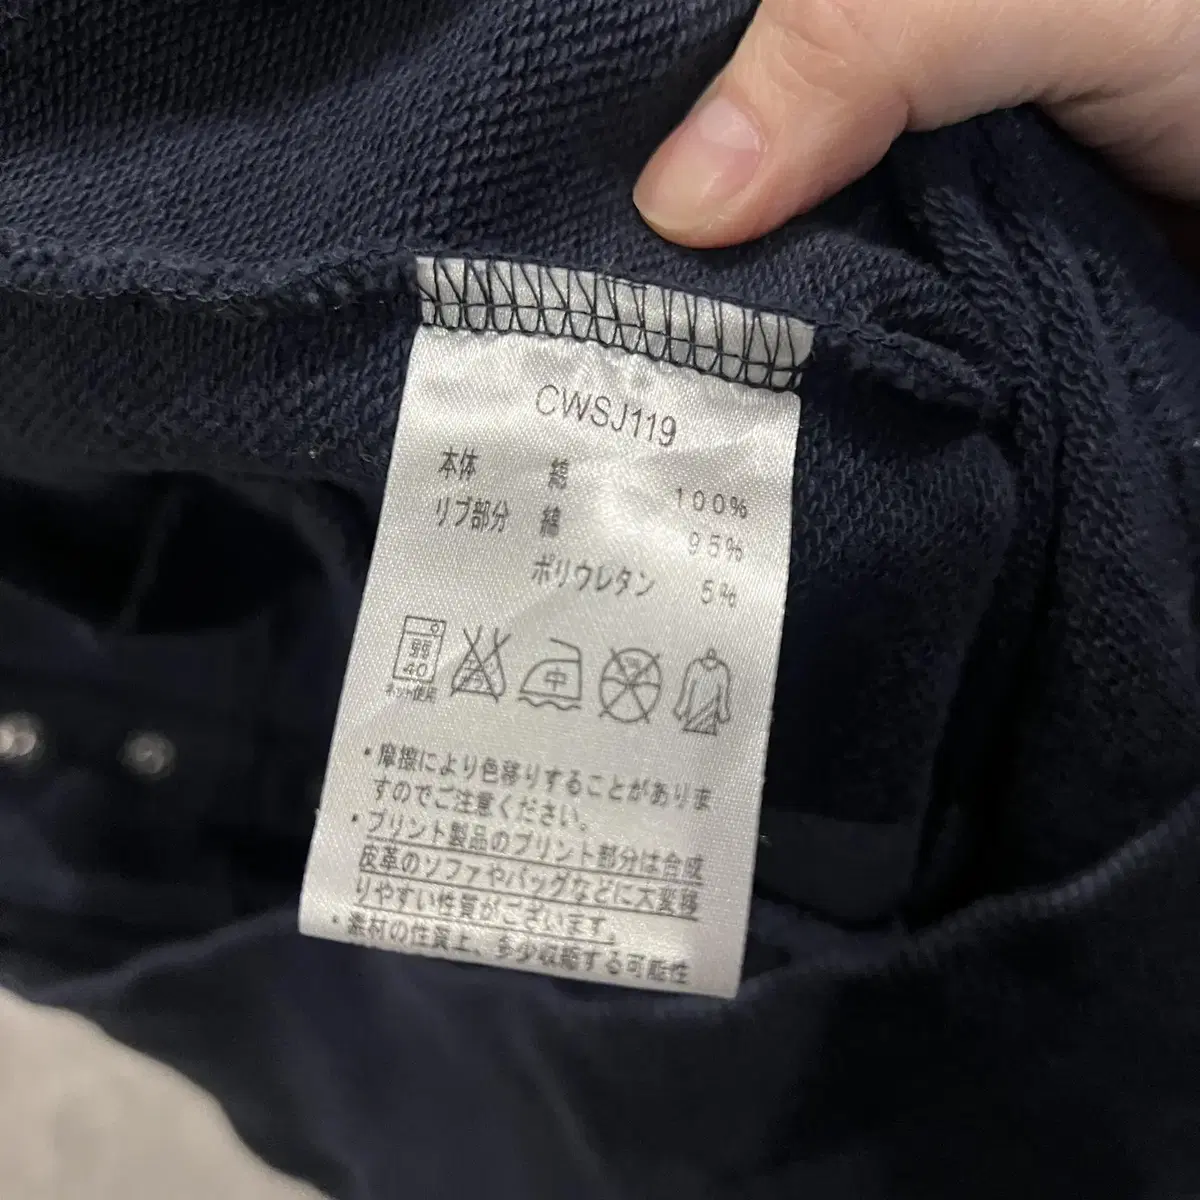 CWSJ119
本体 綿 100%
リブ部分 綿 95%
ポリウレタン 5%
弱
40
ネット使用
中
・摩擦により色移りすることがありま
すのでご注意ください。
・プリント製品のプリント部分は合成
皮革のソファやバッグなどに大変移
りやすい性質がございます。
・素材の性質上、多少収縮する可能性